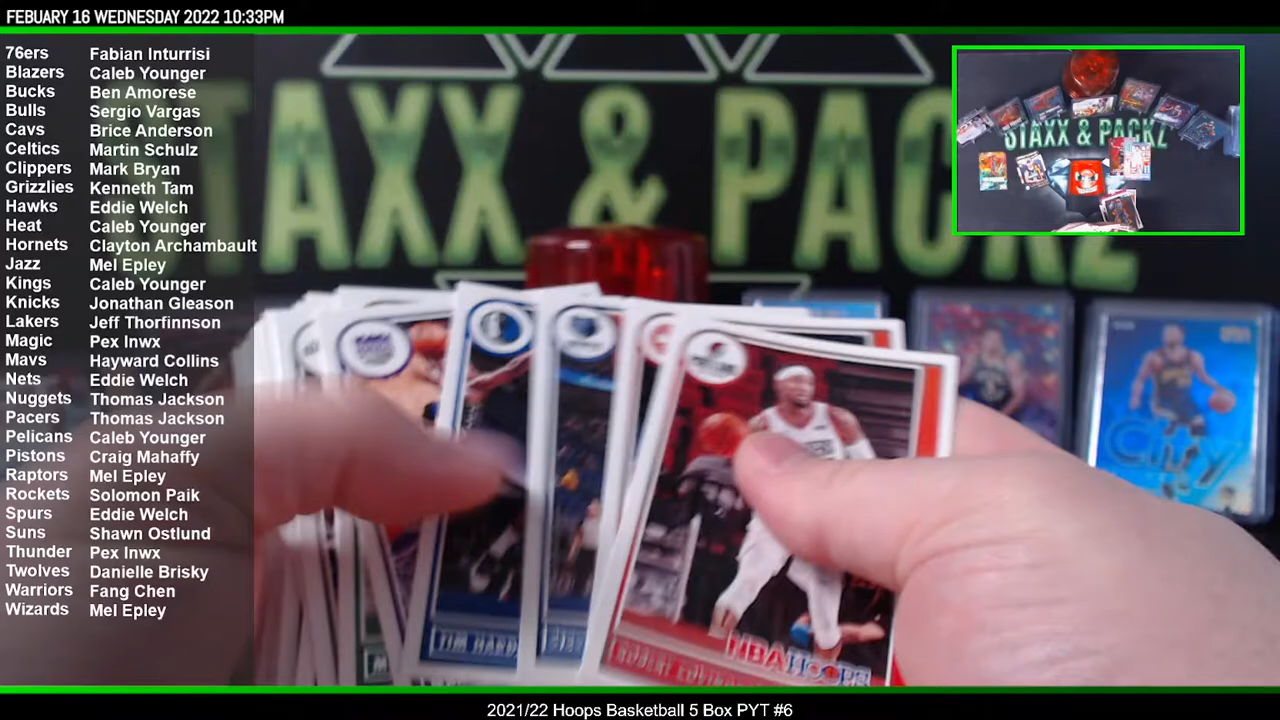 FEBUARY 16 WEDNESDAY 2022 10:33PM
76ers Fabian Inturrisi
Blazers Caleb Younger
Bucks Ben Amorese
Bulls Sergio Vargas
Cavs Brice Anderson
Celtics Martin Schulz
Clippers Mark Bryan
Grizzlies Kenneth Tam
Hawks Eddie Welch
Heat Caleb Younger
Hornets Clayton Archambault
Jazz Mel Epley
Kings Caleb Younger
Knicks Jonathan Gleason
Lakers Jeff Thorfinnson
Magic Pex Inwx
Mavs Hayward Collins
Nets Eddie Welch
Nuggets Thomas Jackson
Pacers Thomas Jackson
Pelicans Caleb Younger
Pistons Craig Mahaffy
Raptors Mel Epley
Rockets Solomon Paik
Spurs Eddie Welch
Suns Shawn Ostlund
Thunder Pex Inwx
Twolves Danielle Brisky
Warriors Fang Chen
Wizards Mel Epley
STAXX & PACKZ
STAXX & PACKZ
City
TIM HARD
NBA HOOPS
ROBERT
2021/22 Hoops Basketball 5 Box PYT #6